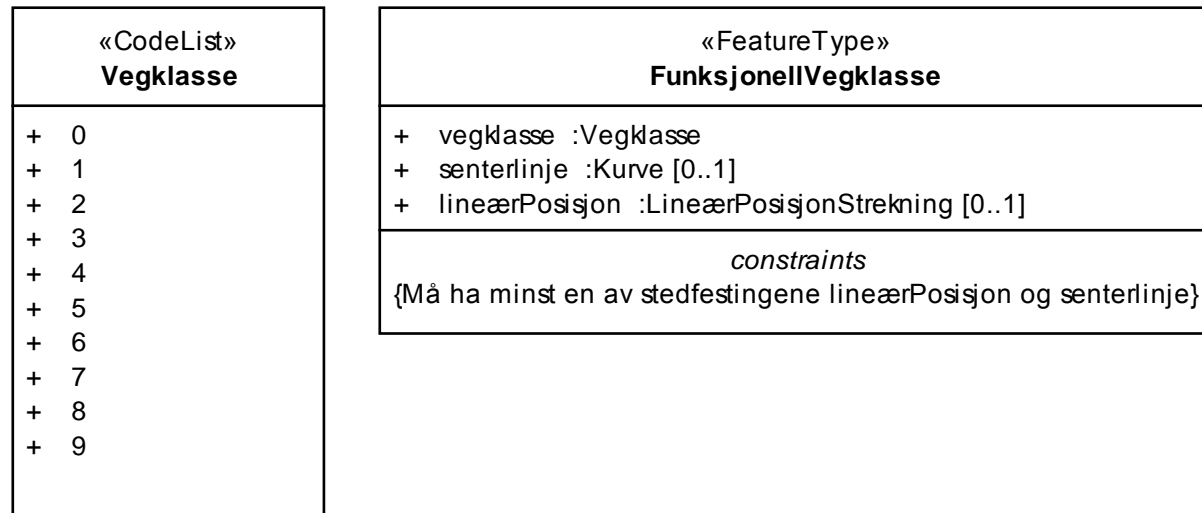 «CodeList»
Vegklasse
+ 0
+ 1
+ 2
+ 3
+ 4
+ 5
+ 6
+ 7
+ 8
+ 9
«FeatureType»
FunksjonellVegklasse
+ vegklasse :Vegklasse
+ senterlinje :Kurve [0..1]
+ lineærPosisjon :LineærPosisjonStrekning [0..1]
constraints
{Må ha minst en av stedfestingene lineærPosisjon og senterlinje}